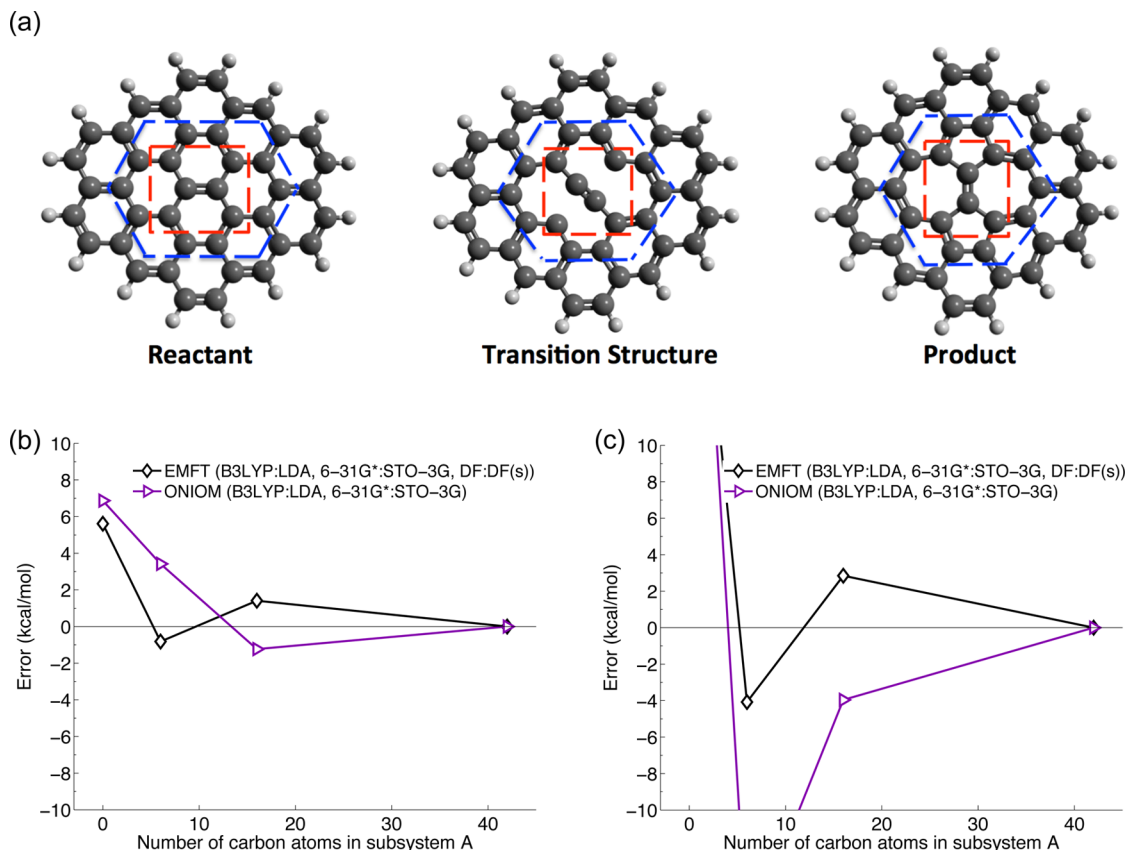 (a)
Reactant
Transition Structure
Product
(b)
10
8
6
4
2
0
−2
−4
−6
−8
−10
Error (kcal/mol)
EMFT (B3LYP:LDA, 6−31G*:STO−3G, DF:DF(s))
ONIOM (B3LYP:LDA, 6−31G*:STO−3G)
0
10
20
30
40
Number of carbon atoms in subsystem A
(c)
10
8
6
4
2
0
−2
−4
−6
−8
−10
Error (kcal/mol)
EMFT (B3LYP:LDA, 6−31G*:STO−3G, DF:DF(s))
ONIOM (B3LYP:LDA, 6−31G*:STO−3G)
0
10
20
30
40
Number of carbon atoms in subsystem A